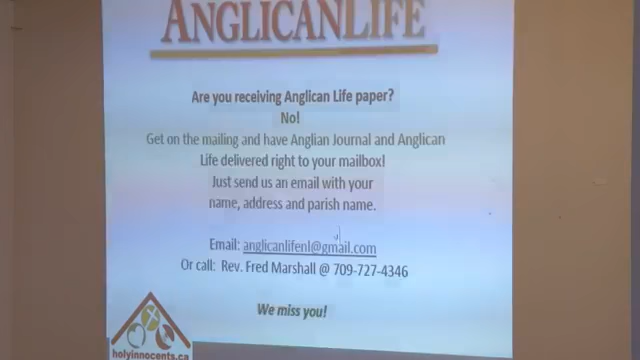 ANGLICANLIFE
Are you receiving Anglican Life paper?
No!
Get on the mailing and have Anglian Journal and Anglican
Life delivered right to your mailbox!
Just send us an email with your
name, address and parish name.
Email: anglicanlifenl@gmail.com
Or call: Rev. Fred Marshall @ 709-727-4346
We miss you!
holyinnocents.ca